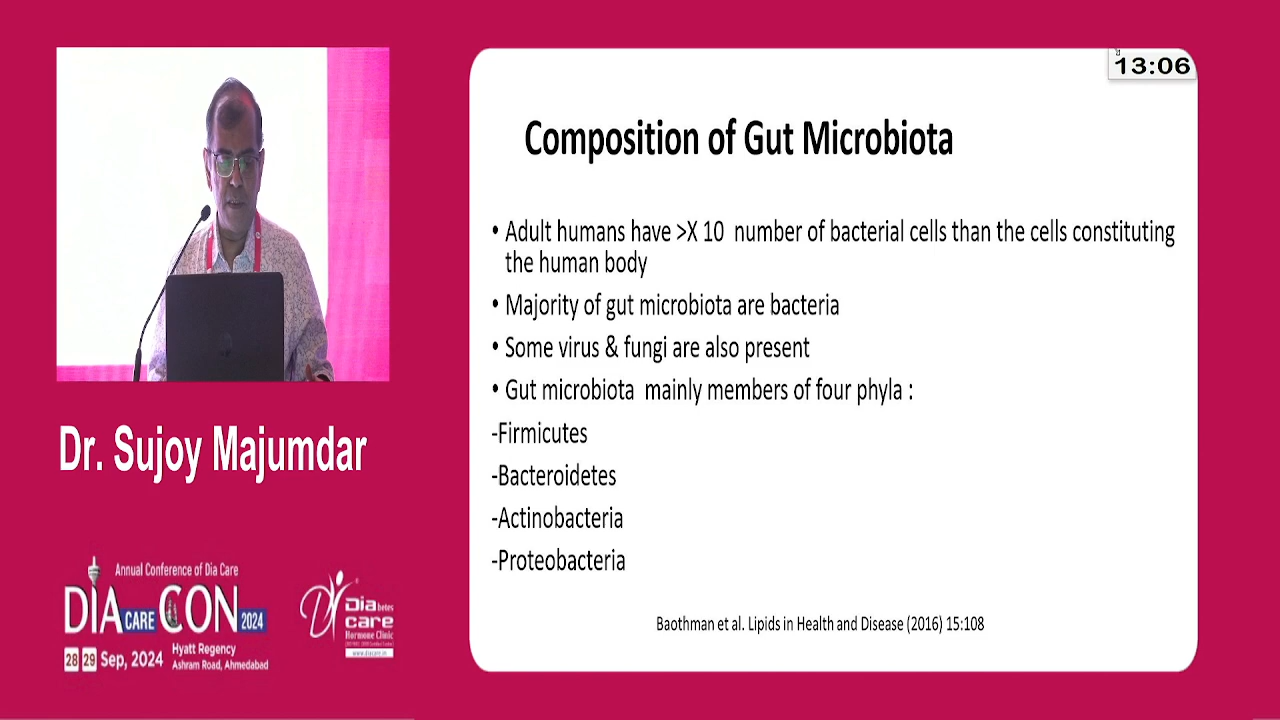 13:06
Composition of Gut Microbiota
• Adult humans have >X 10 number of bacterial cells than the cells constituting
the human body
• Majority of gut microbiota are bacteria
• Some virus & fungi are also present
• Gut microbiota mainly members of four phyla :
-Firmicutes
-Bacteroidetes
-Actinobacteria
-Proteobacteria
Baothman et al. Lipids in Health and Disease (2016) 15:108
Dr. Sujoy Majumdar
Annual Conference of Dia Care
DIA CARE CON 2024
28 29 Sep, 2024
Hyatt Regency
Ashram Road, Ahmedabad
Diabetes
care
Hormone Clinic
www.diacare.in